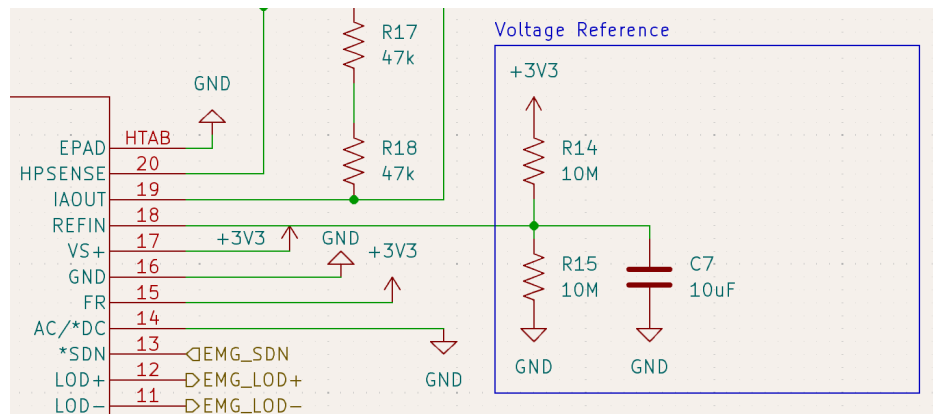 Voltage Reference
R17
47k
+3V3
GND
HTAB
EPAD
R18
47k
R14
10M
20
HPSENSE
19
IAOUT
18
REFIN
+3V3
GND
+3V3
17
VS+
16
GND
R15
10M
C7
10uF
15
FR
14
AC/*DC
GND
GND
GND
13
*SDN
EMG_SDN
12
LOD+
EMG_LOD+
11
LOD-
EMG_LOD-